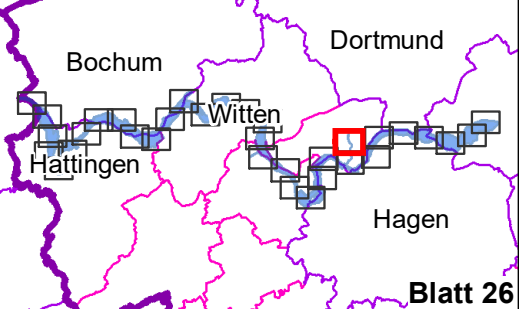 Dortmund
Bochum
Witten
Hattingen
Hagen
Blatt 26